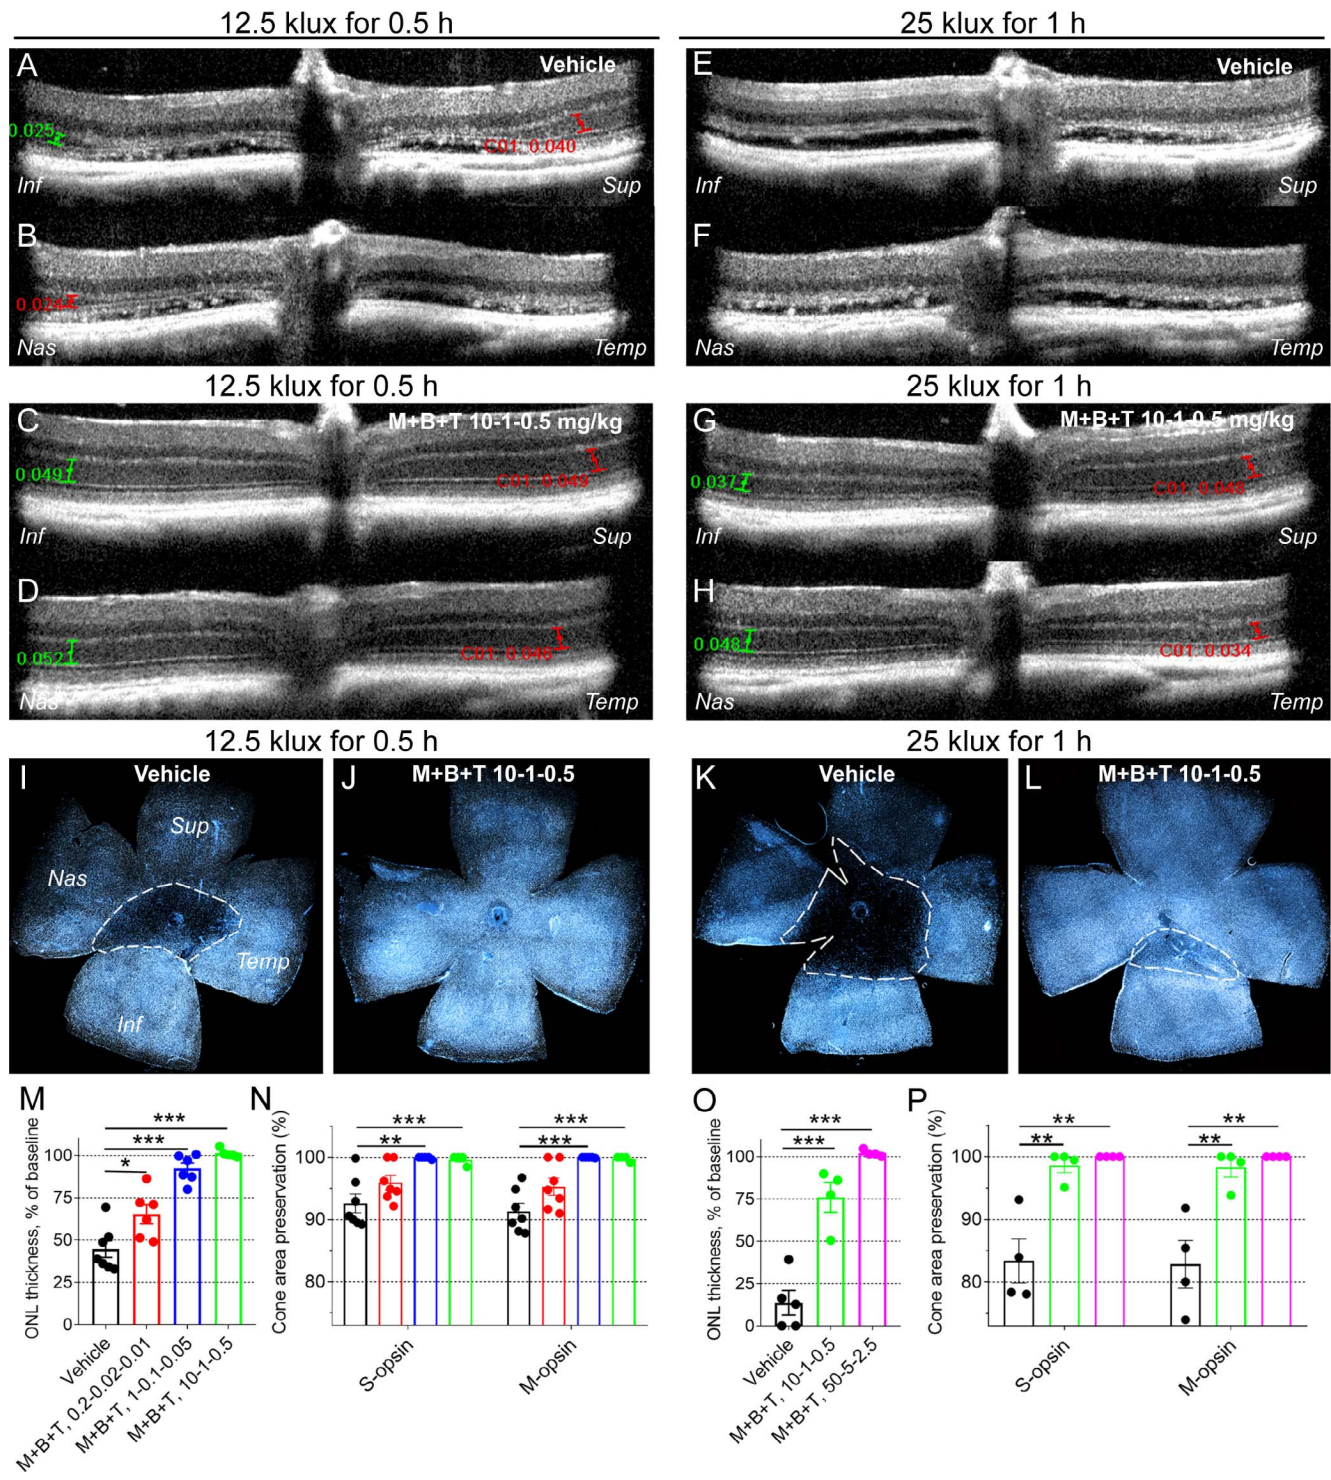 12.5 klux for 0.5 h
25 klux for 1 h
A
Vehicle
0.025
C01: 0.040
Inf
Sup
E
Vehicle
Inf
Sup
B
0.024
Nas
Temp
F
Nas
Temp
12.5 klux for 0.5 h
25 klux for 1 h
C
M+B+T 10-1-0.5 mg/kg
0.049
C01: 0.049
Inf
Sup
G
M+B+T 10-1-0.5 mg/kg
0.037
C01: 0.048
Inf
Sup
D
0.052
C01: 0.046
Nas
Temp
H
0.048
C01: 0.034
Nas
Temp
12.5 klux for 0.5 h
25 klux for 1 h
I
Vehicle
Sup
Nas
Temp
Inf
J
M+B+T 10-1-0.5
K
Vehicle
L
M+B+T 10-1-0.5
M
ONL thickness, % of baseline
100
75
50
25
0
*
***
***
Vehicle
M+B+T, 0.2-0.02-0.01
M+B+T, 1-0.1-0.05
M+B+T, 10-1-0.5
N
Cone area preservation (%)
100
90
80
***
**
***
***
S-opsin
M-opsin
O
ONL thickness, % of baseline
100
75
50
25
0
***
***
Vehicle
M+B+T, 10-1-0.5
M+B+T, 50-5-2.5
P
Cone area preservation (%)
100
90
80
**
**
**
**
S-opsin
M-opsin